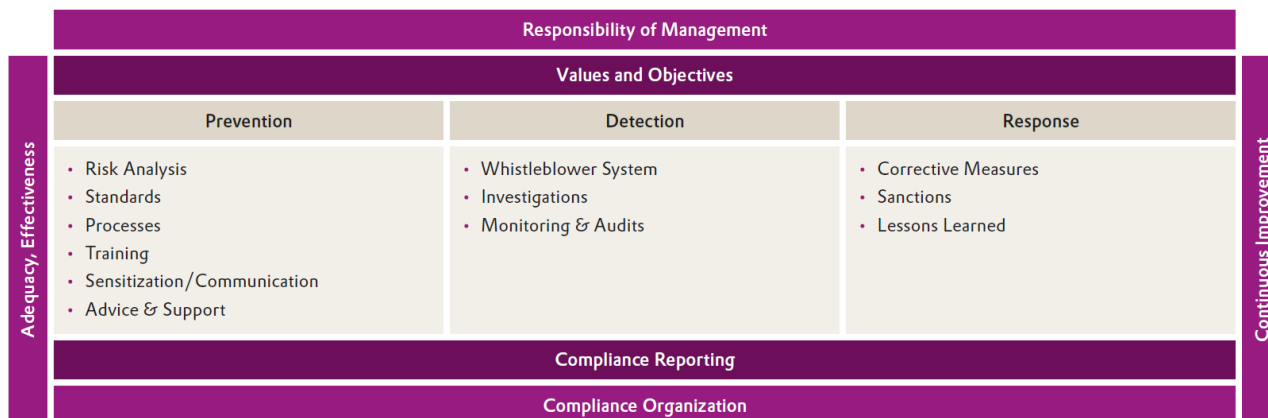 Responsibility of Management
Adequacy, Effectiveness
Values and Objectives
Prevention
Risk Analysis
Standards
Processes
Training
Sensitization/Communication
Advice & Support
Detection
Whistleblower System
Investigations
Monitoring & Audits
Response
Corrective Measures
Sanctions
Lessons Learned
Continuous Improvement
Compliance Reporting
Compliance Organization